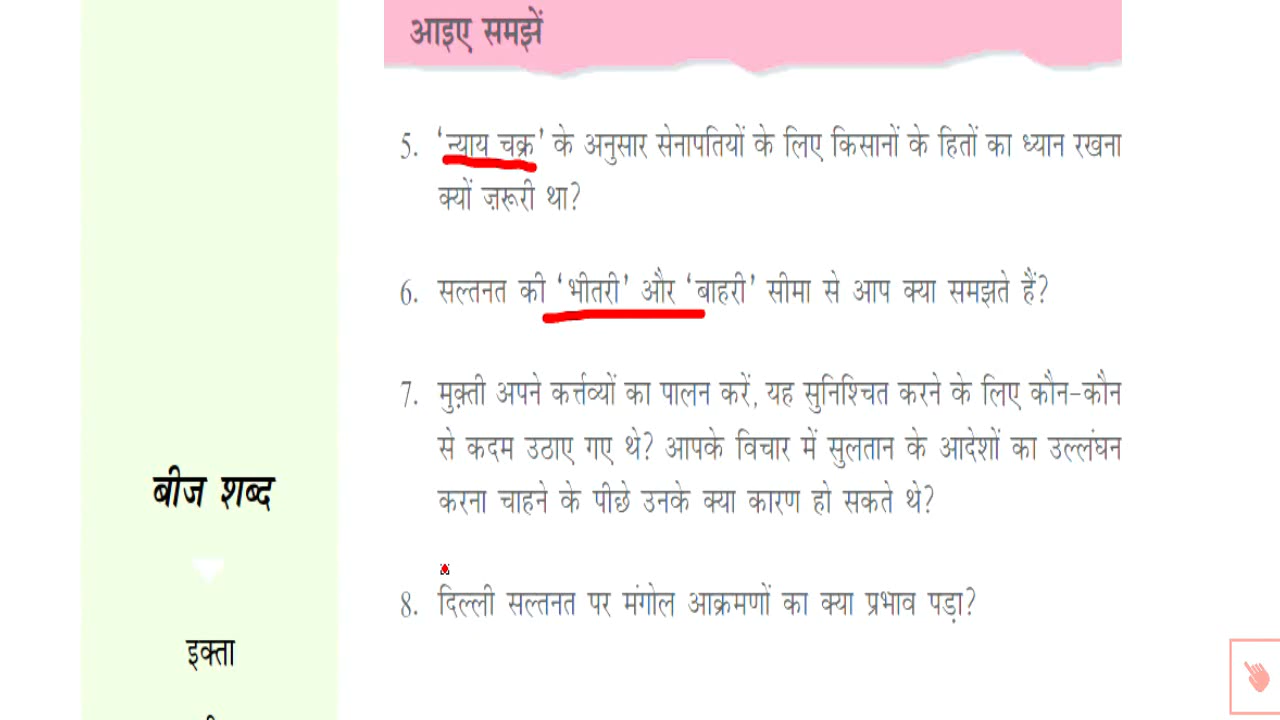 आइए समझें
5. ‘न्याय चक्र’ के अनुसार सेनापतियों के लिए किसानों के हितों का ध्यान रखना
क्यों ज़रूरी था?
6. सल्तनत की ‘भीतरी’ और ‘बाहरी’ सीमा से आप क्या समझते हैं?
7. मुक़्ती अपने कर्त्तव्यों का पालन करें, यह सुनिश्चित करने के लिए कौन-कौन
से कदम उठाए गए थे? आपके विचार में सुलतान के आदेशों का उल्लंघन
करना चाहने के पीछे उनके क्या कारण हो सकते थे?
8. दिल्ली सल्तनत पर मंगोल आक्रमणों का क्या प्रभाव पड़ा?
बीज शब्द
इक्ता